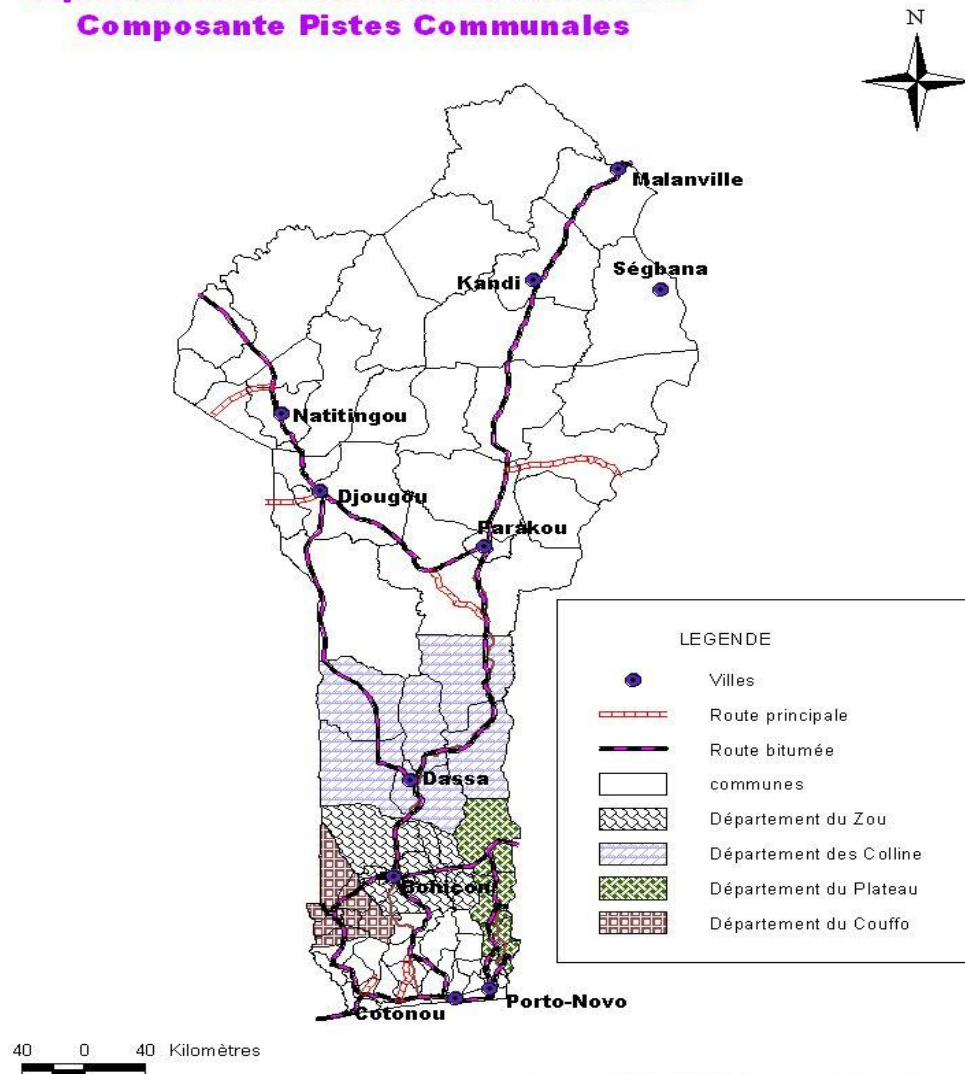 Composante Pistes Communales
N
Malanville
Ségbana
Kandi
Natitingou
Djougou
Parakou
Dassa
Bohicon
Cotonou
Porto-Novo
LEGENDE
Villes
Route principale
Route bitumée
communes
Département du Zou
Département des Colline
Département du Plateau
Département du Couffo
40 0 40 Kilomètres